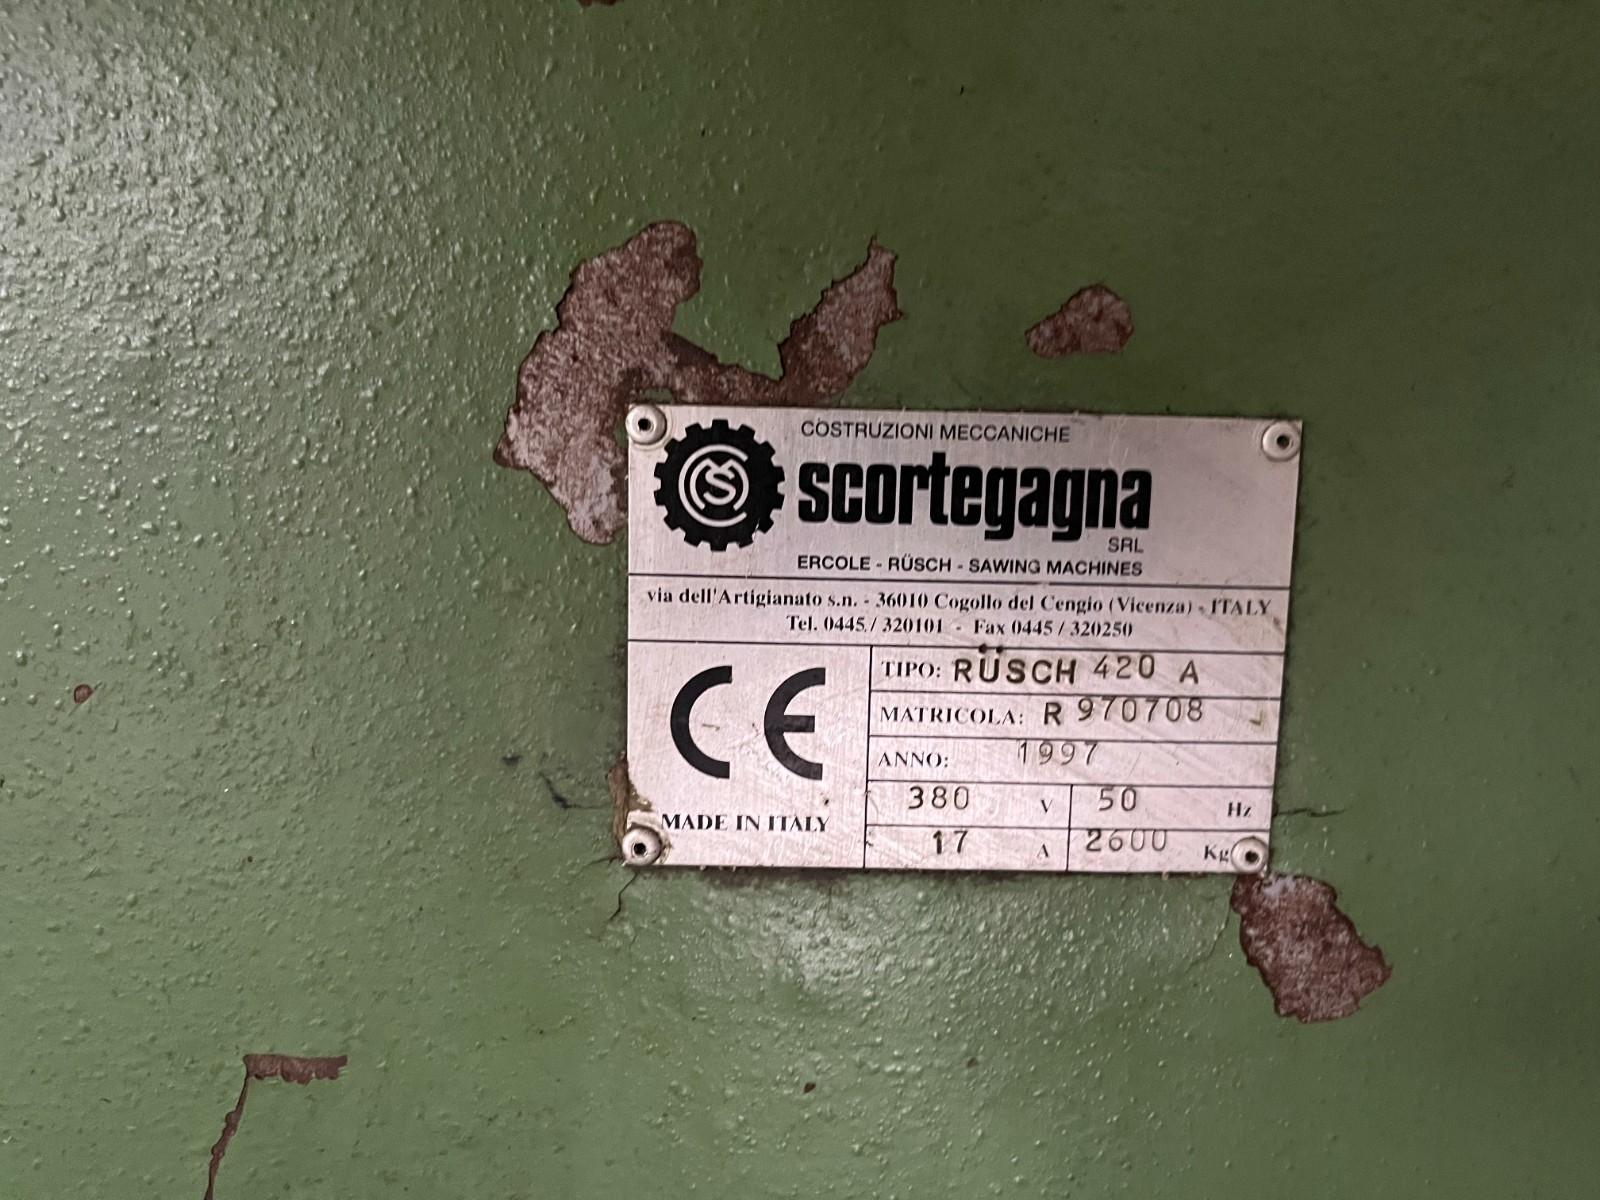 COSTRUZIONI MECCANICHE
CMS
scortegagna
SRL
ERCOLE - RÜSCH - SAWING MACHINES
via dell'Artigianato s.n. - 36010 Cogollo del Cengio (Vicenza) - ITALY
Tel. 0445 / 320101 - Fax 0445 / 320250
CE
MADE IN ITALY
TIPO: RÜSCH 420 A
MATRICOLA: R 970708
ANNO: 1997
380 V 50 Hz
17 A 2600 Kg